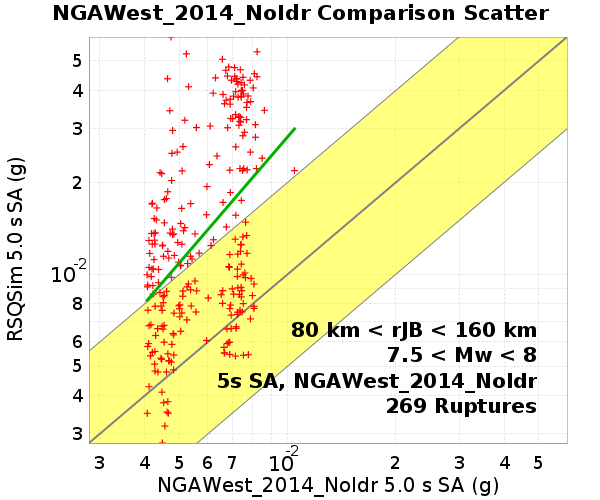 NGAWest_2014_NoIdr Comparison Scatter
RSQSim 5.0 s SA (g)
5
4
3
2
10-2
8
6
5
4
3
80 km < rJB < 160 km
7.5 < Mw < 8
5s SA, NGAWest_2014_NoIdr
269 Ruptures
3 4 5 6 7 10-2 2 3 4 5
NGAWest_2014_NoIdr 5.0 s SA (g)